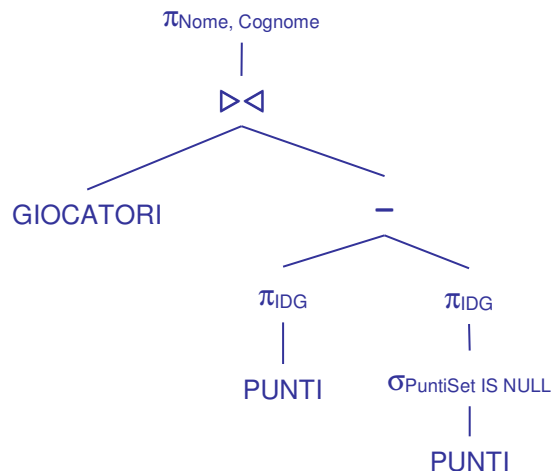 πNome, Cognome
▷◁
GIOCATORI
−
πIDG
πIDG
PUNTI
σPuntiSet IS NULL
PUNTI